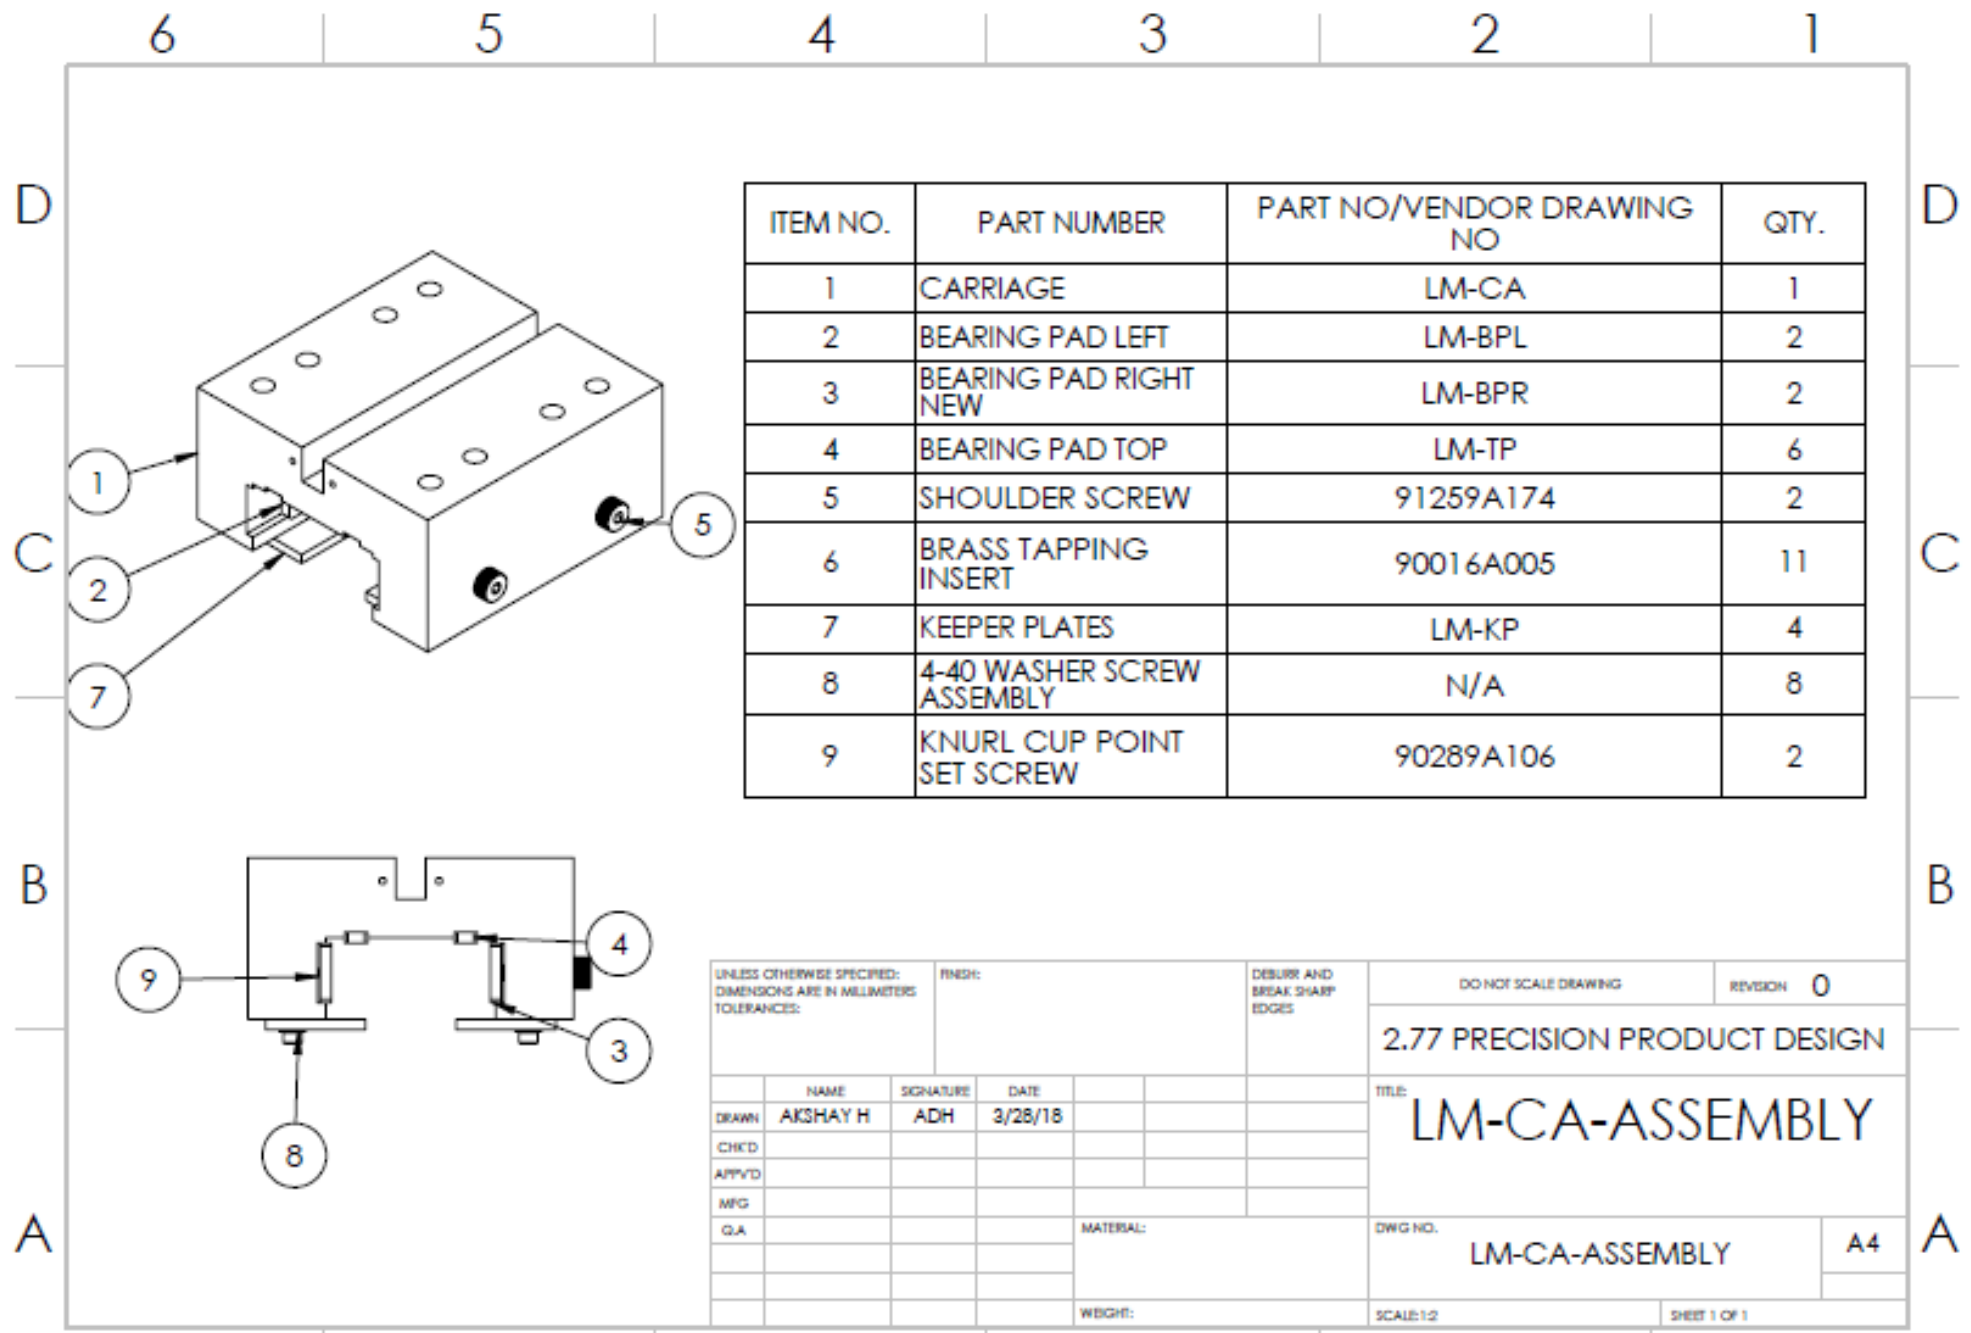 6 5 4 3 2 1
D D
ITEM NO. PART NUMBER PART NO/VENDOR DRAWING NO QTY.
1 CARRIAGE LM-CA 1
2 BEARING PAD LEFT LM-BPL 2
3 BEARING PAD RIGHT NEW LM-BPR 2
4 BEARING PAD TOP LM-TP 6
5 SHOULDER SCREW 91259A174 2
6 BRASS TAPPING INSERT 90016A005 11
7 KEEPER PLATES LM-KP 4
8 4-40 WASHER SCREW ASSEMBLY N/A 8
9 KNURL CUP POINT SET SCREW 90289A106 2
1
5
C C
2
7
B B
4
9
3
8
A A
UNLESS OTHERWISE SPECIFIED:
DIMENSIONS ARE IN MILLIMETERS
TOLERANCES:
FINISH:
DEBURR AND
BREAK SHARP
EDGES
DO NOT SCALE DRAWING
REVISION 0
2.77 PRECISION PRODUCT DESIGN
NAME SIGNATURE DATE
DRAWN AKSHAY H ADH 3/28/18
CHK'D
APPV'D
MFG
Q.A
MATERIAL:
WEIGHT:
TITLE:
LM-CA-ASSEMBLY
DWG NO.
LM-CA-ASSEMBLY
A4
SCALE:1:2
SHEET 1 OF 1